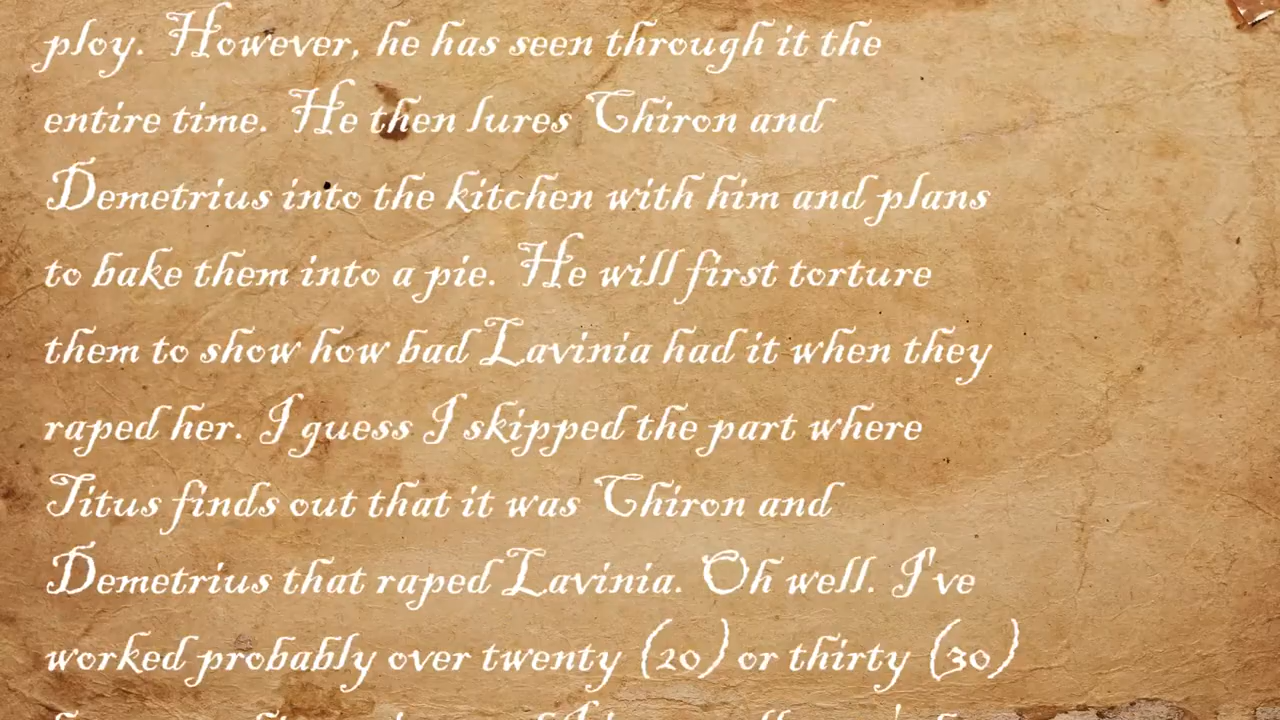 ploy. However, he has seen through it the
entire time. He then lures Chiron and
Demetrius into the kitchen with him and plans
to bake them into a pie. He will first torture
them to show how bad Lavinia had it when they
raped her. I guess I skipped the part where
Titus finds out that it was Chiron and
Demetrius that raped Lavinia. Oh well. I've
worked probably over twenty (20) or thirty (30)